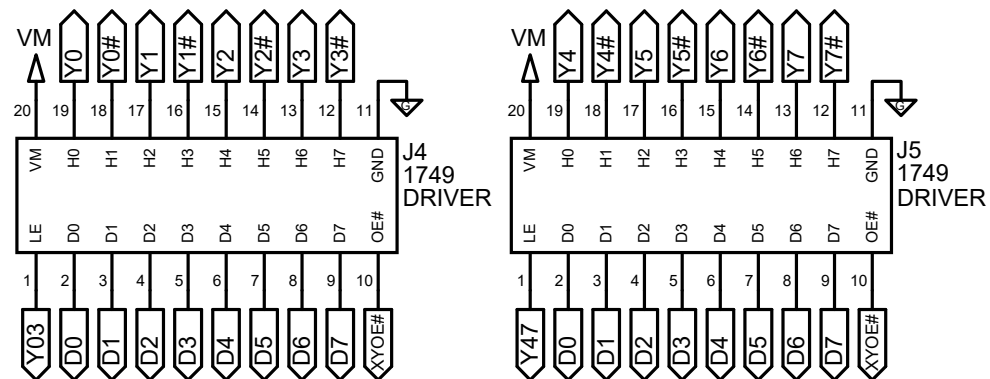 VM Y0 Y0# Y1 Y1# Y2 Y2# Y3 Y3#
20 19 18 17 16 15 14 13 12 11 G
VM H0 H1 H2 H3 H4 H5 H6 H7 GND
J4
1749
DRIVER
LE D0 D1 D2 D3 D4 D5 D6 D7 OE#
1 2 3 4 5 6 7 8 9 10
Y03 D0 D1 D2 D3 D4 D5 D6 D7 XYOE#
VM Y4 Y4# Y5 Y5# Y6 Y6# Y7 Y7#
20 19 18 17 16 15 14 13 12 11 G
VM H0 H1 H2 H3 H4 H5 H6 H7 GND
J5
1749
DRIVER
LE D0 D1 D2 D3 D4 D5 D6 D7 OE#
1 2 3 4 5 6 7 8 9 10
Y47 D0 D1 D2 D3 D4 D5 D6 D7 XYOE#